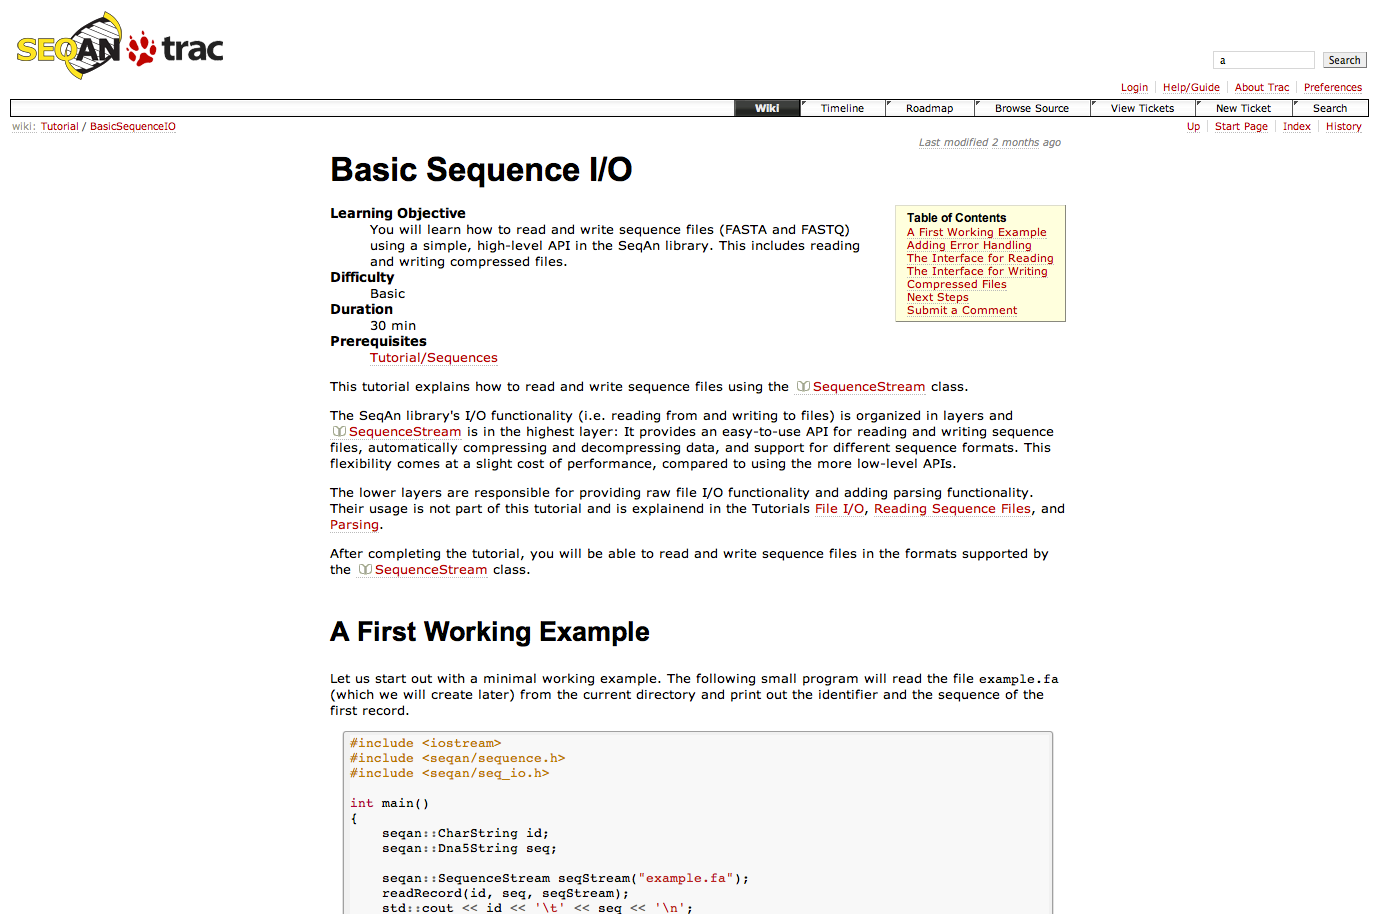 SEQAN trac
a
Search
Login Help/Guide About Trac Preferences
Wiki Timeline Roadmap Browse Source View Tickets New Ticket Search
wiki: Tutorial / BasicSequenceIO
Up Start Page Index History
Last modified 2 months ago
Basic Sequence I/O
Learning Objective
You will learn how to read and write sequence files (FASTA and FASTQ)
using a simple, high-level API in the SeqAn library. This includes reading
and writing compressed files.
Difficulty
Basic
Duration
30 min
Prerequisites
Tutorial/Sequences
Table of Contents
A First Working Example
Adding Error Handling
The Interface for Reading
The Interface for Writing
Compressed Files
Next Steps
Submit a Comment
This tutorial explains how to read and write sequence files using the SequenceStream class.
The SeqAn library's I/O functionality (i.e. reading from and writing to files) is organized in layers and
SequenceStream is in the highest layer: It provides an easy-to-use API for reading and writing sequence
files, automatically compressing and decompressing data, and support for different sequence formats. This
flexibility comes at a slight cost of performance, compared to using the more low-level APIs.
The lower layers are responsible for providing raw file I/O functionality and adding parsing functionality.
Their usage is not part of this tutorial and is explainend in the Tutorials File I/O, Reading Sequence Files, and
Parsing.
After completing the tutorial, you will be able to read and write sequence files in the formats supported by
the SequenceStream class.
A First Working Example
Let us start out with a minimal working example. The following small program will read the file example.fa
(which we will create later) from the current directory and print out the identifier and the sequence of the
first record.
#include <iostream>
#include <seqan/sequence.h>
#include <seqan/seq_io.h>
int main()
{
seqan::CharString id;
seqan::Dna5String seq;
seqan::SequenceStream seqStream("example.fa");
readRecord(id, seq, seqStream);
std::cout << id << '\t' << seq << '\n';